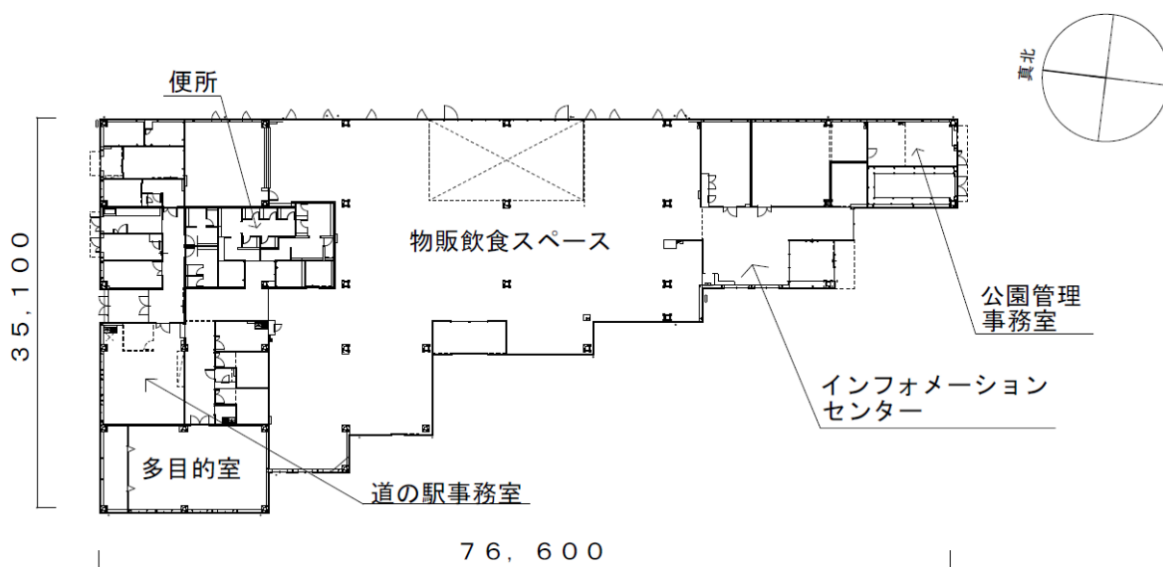 便所
真北
物販飲食スペース
35,100
公園管理
事務室
インフォメーション
センター
多目的室
道の駅事務室
76,600